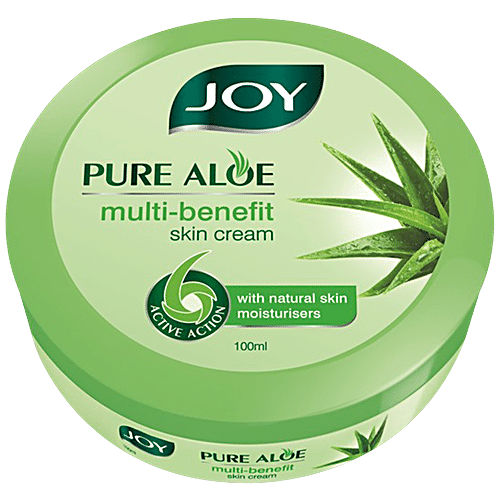 JOY
PURE ALOE
multi-benefit
skin cream
6
ACTIVE ACTION
with natural skin
moisturisers
100ml
JOY
PURE ALOE
multi-benefit
skin cream